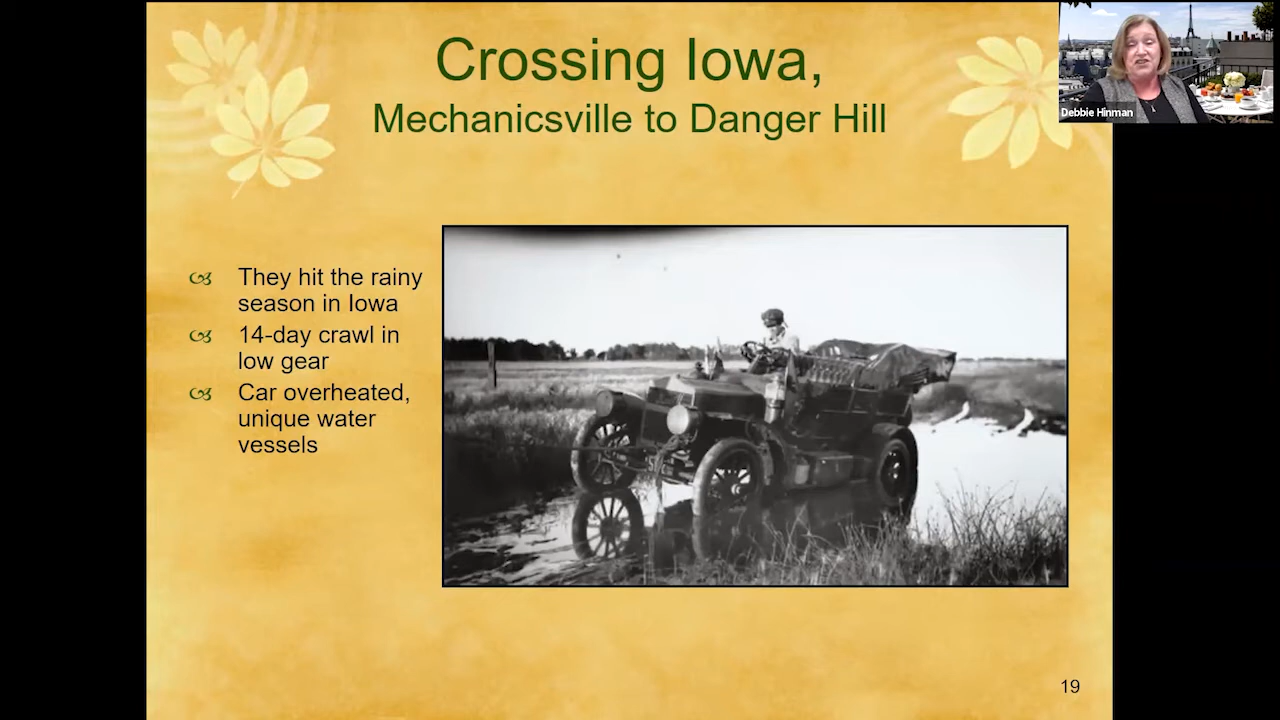 Crossing Iowa,
Mechanicsville to Danger Hill
Debbie Hinman
They hit the rainy
season in Iowa
14-day crawl in
low gear
Car overheated,
unique water
vessels
19